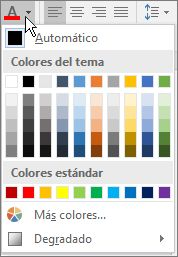 A
Automático
Colores del tema
Colores estándar
Más colores...
Degradado